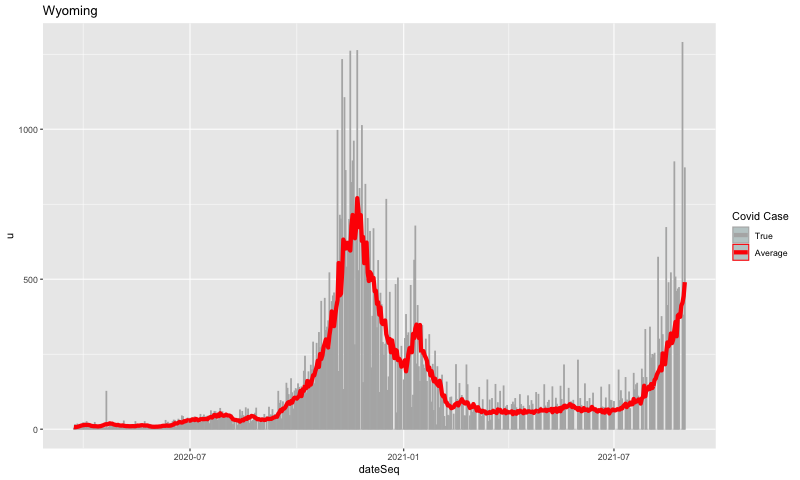 Wyoming
1000
500
0
u
2020-07
2021-01
2021-07
dateSeq
Covid Case
True
Average